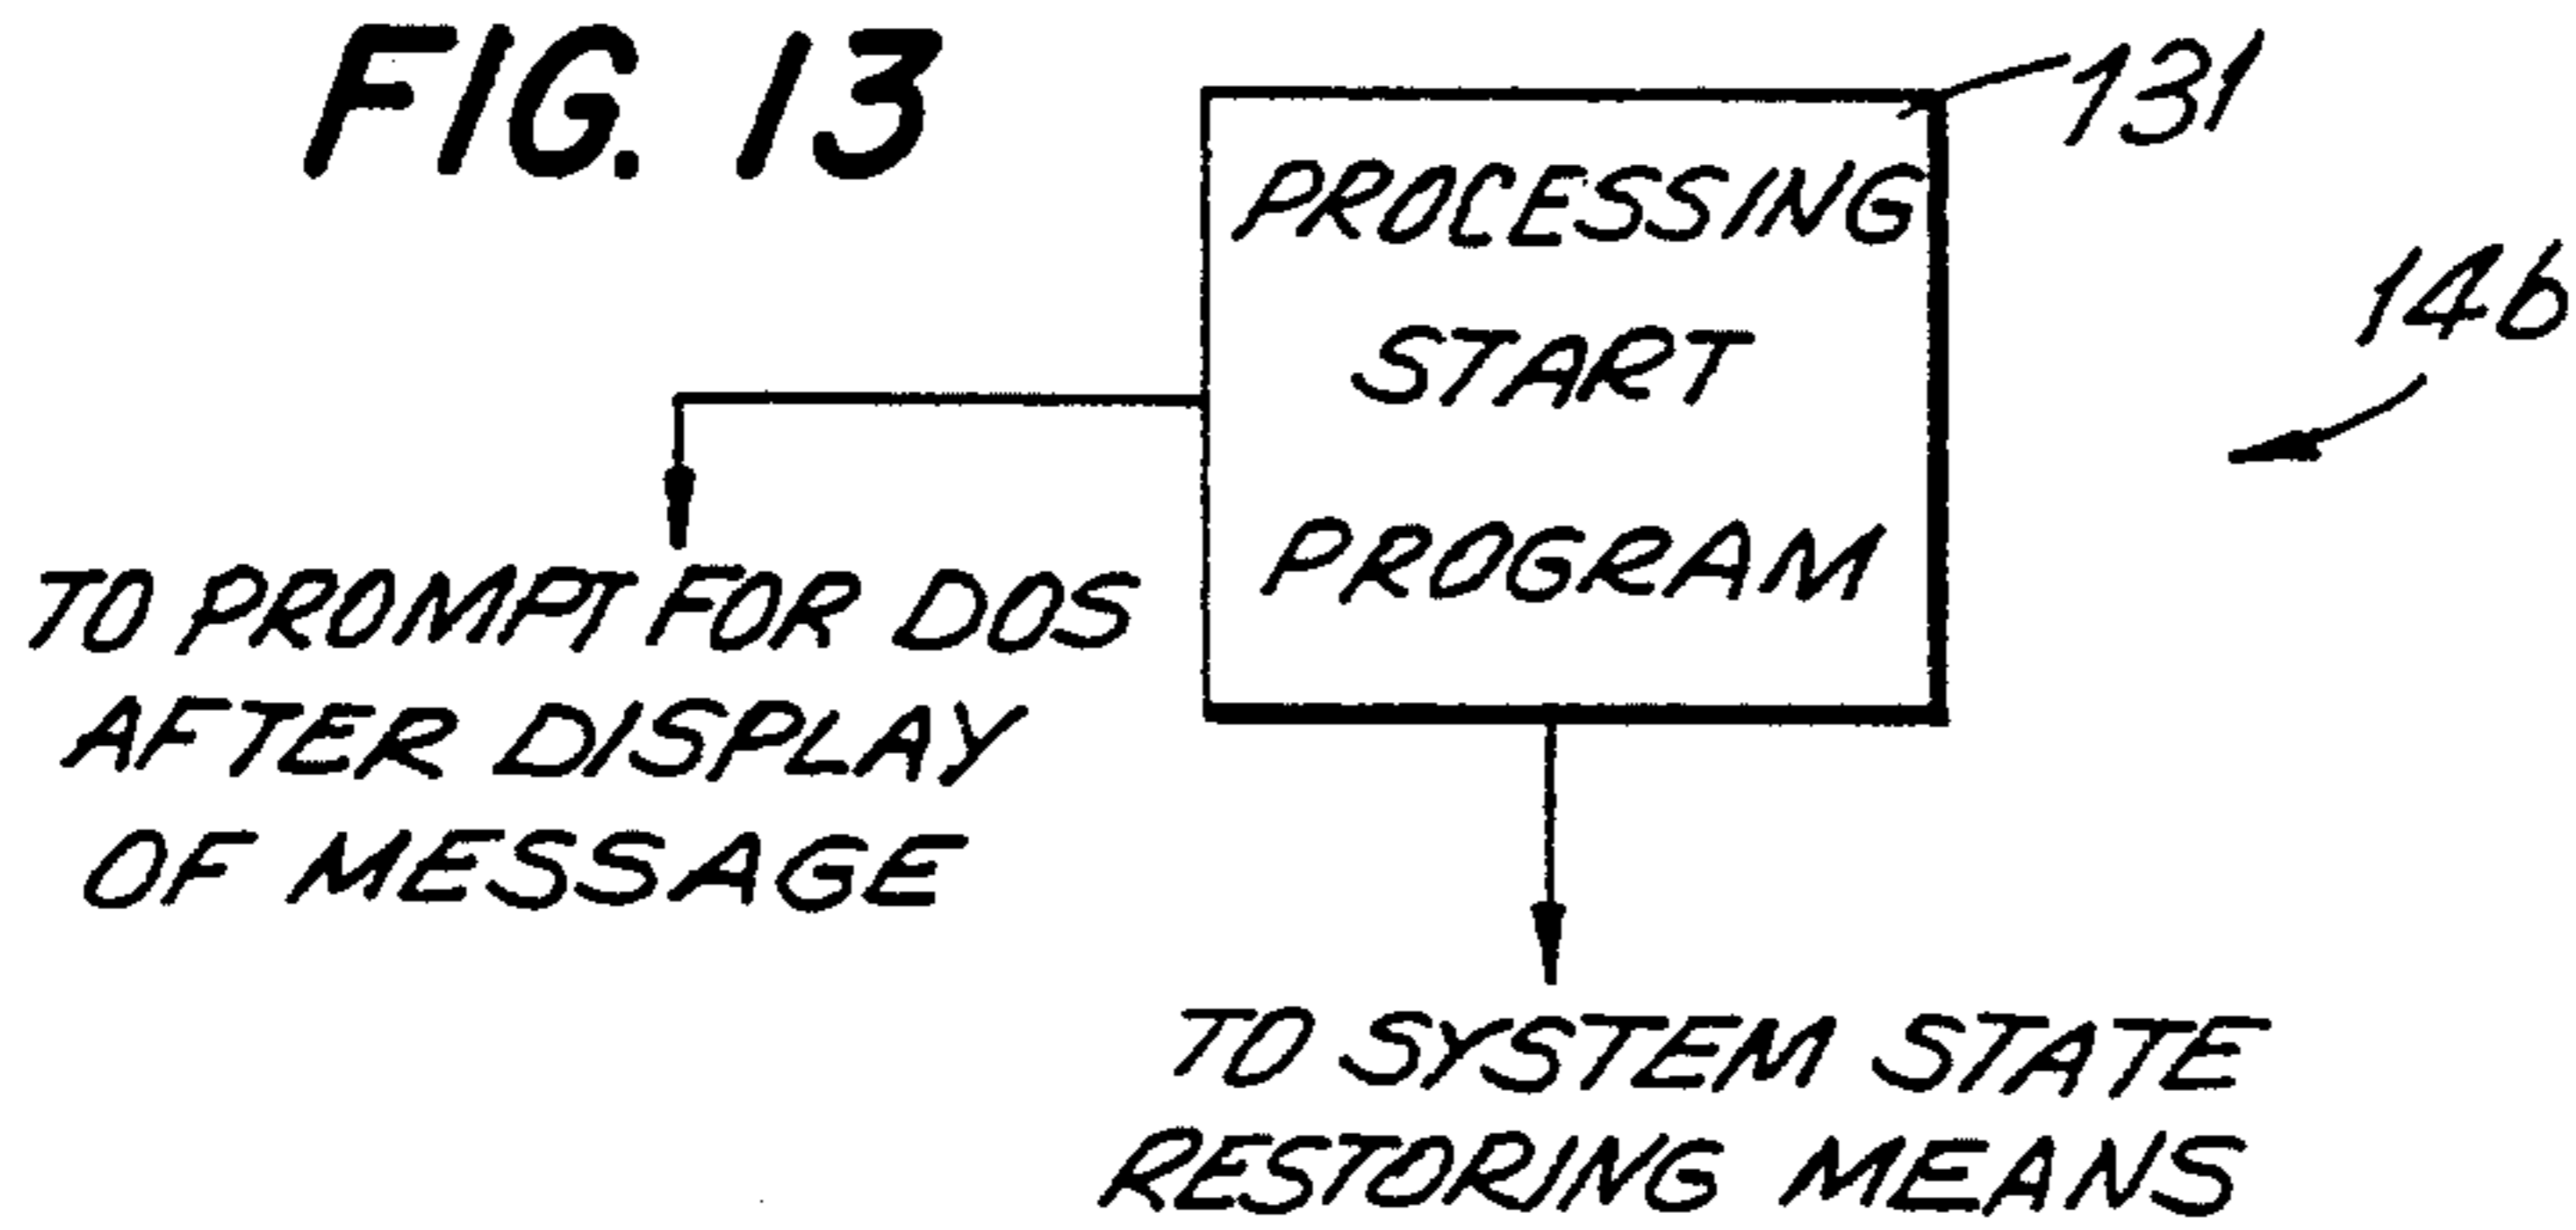 FIG. 13
131
PROCESSING
START
PROGRAM
14b
TO PROMPT FOR DOS
AFTER DISPLAY
OF MESSAGE
TO SYSTEM STATE
RESTORING MEANS